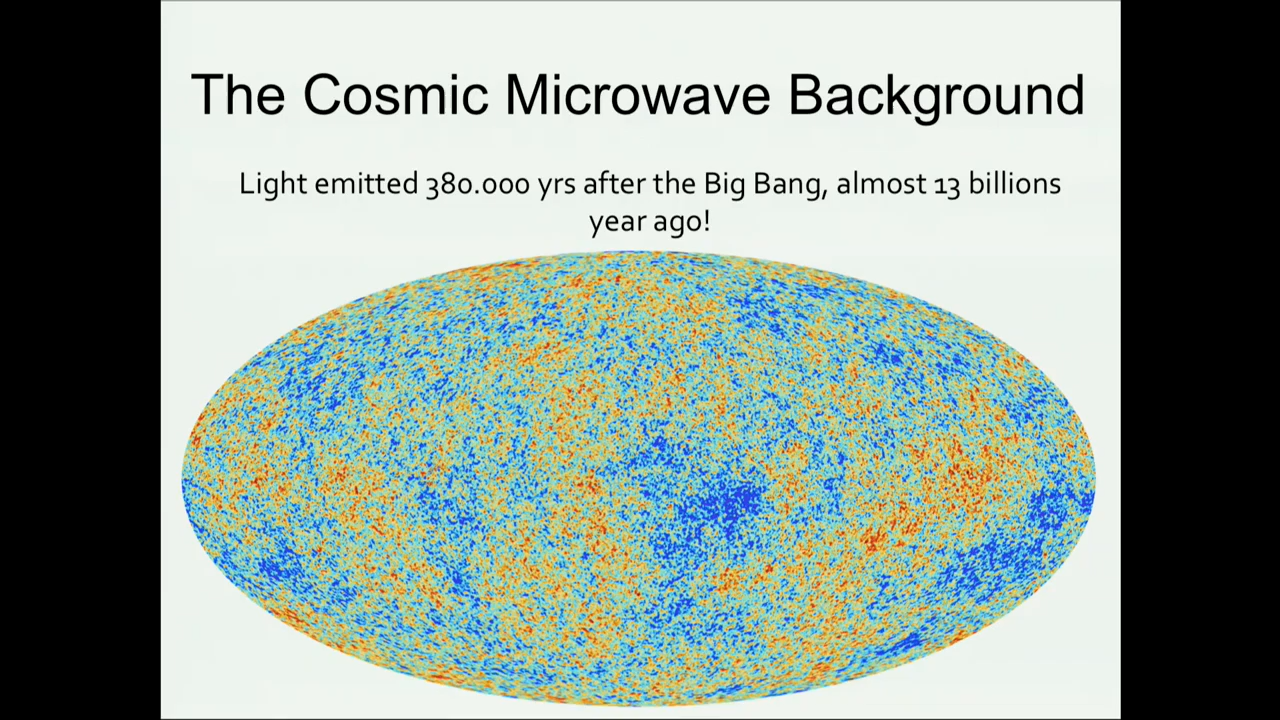 The Cosmic Microwave Background
Light emitted 380.000 yrs after the Big Bang, almost 13 billions
year ago!